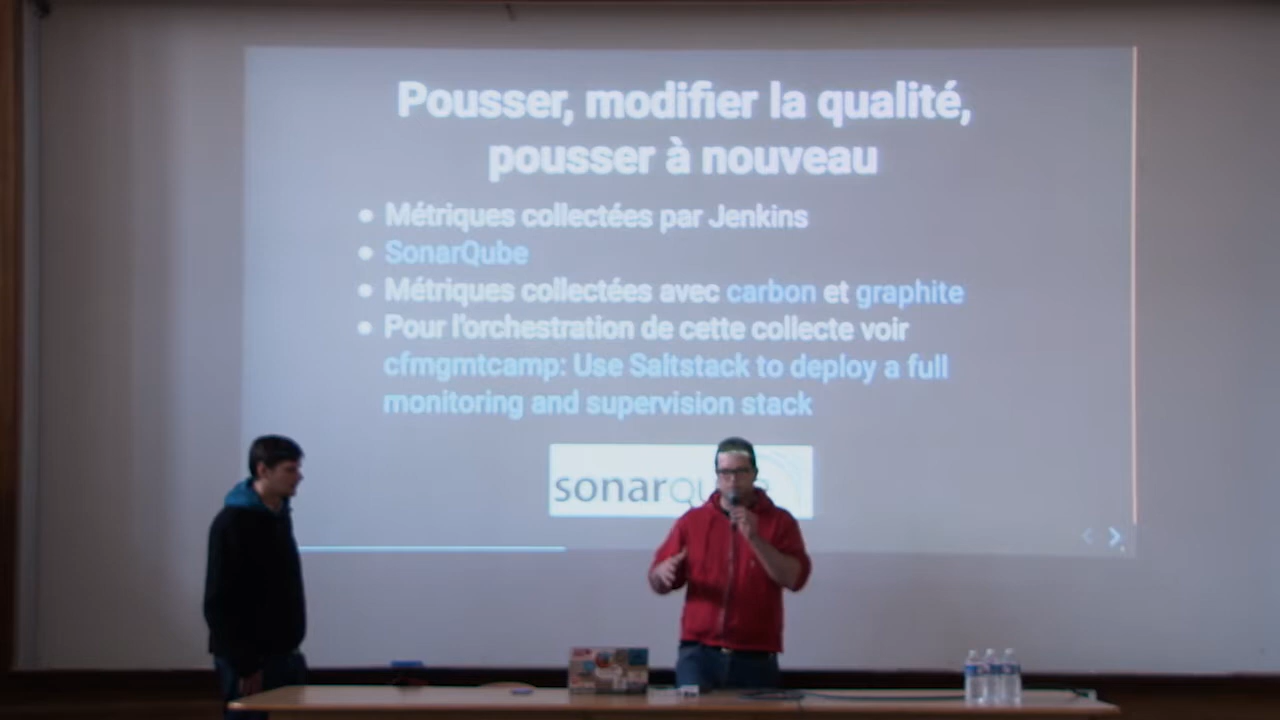 Pousser, modifier la qualité,
pousser à nouveau
Métriques collectées par Jenkins
SonarQube
Métriques collectées avec carbon et graphite
Pour l'orchestration de cette collecte voir
cfmgmtcamp: Use Saltstack to deploy a full
monitoring and supervision stack
sonarqu